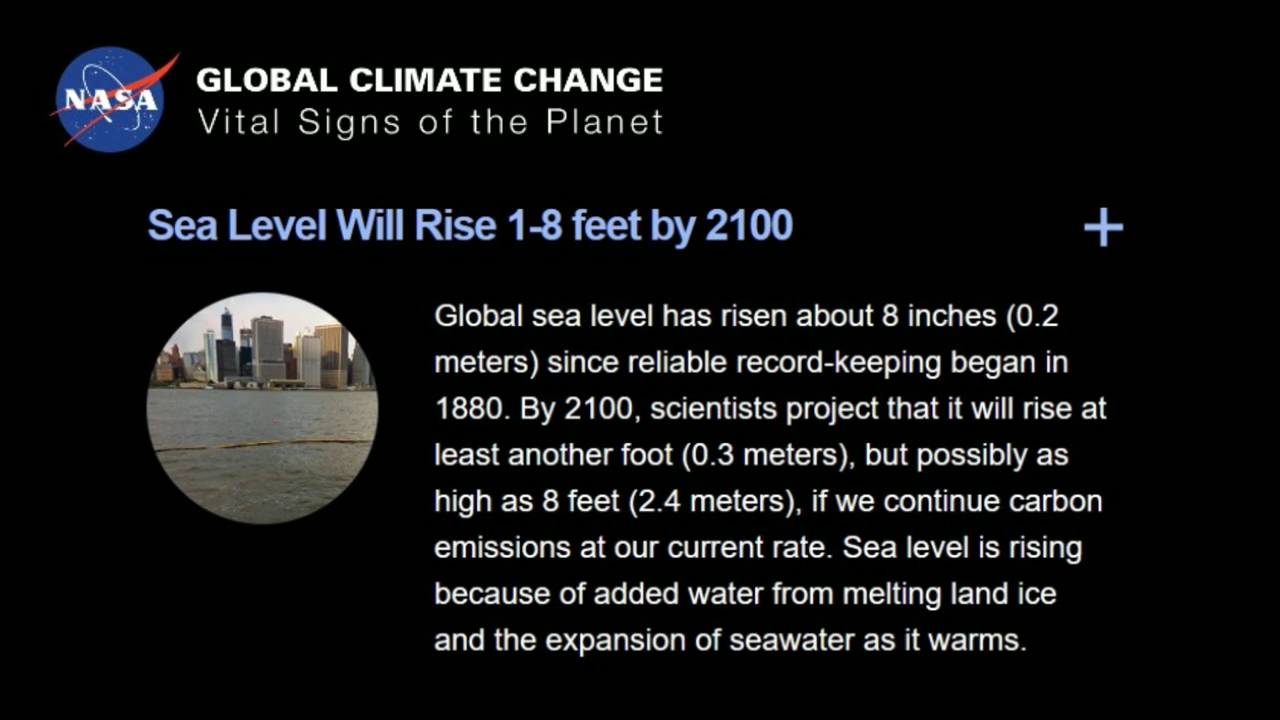 NASA
GLOBAL CLIMATE CHANGE
Vital Signs of the Planet
Sea Level Will Rise 1-8 feet by 2100
+
Global sea level has risen about 8 inches (0.2
meters) since reliable record-keeping began in
1880. By 2100, scientists project that it will rise at
least another foot (0.3 meters), but possibly as
high as 8 feet (2.4 meters), if we continue carbon
emissions at our current rate. Sea level is rising
because of added water from melting land ice
and the expansion of seawater as it warms.